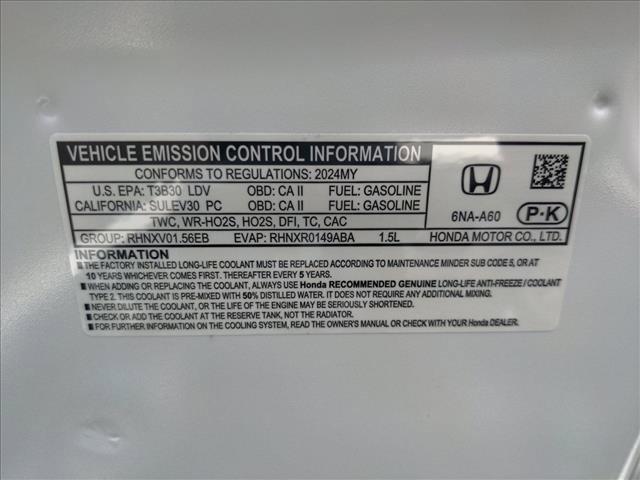 VEHICLE EMISSION CONTROL INFORMATION
CONFORMS TO REGULATIONS: 2024MY
U.S. EPA: T3B30 LDV OBD: CA II FUEL: GASOLINE
CALIFORNIA: SULEV30 PC OBD: CA II FUEL: GASOLINE
TWC, WR-HO2S, HO2S, DFI, TC, CAC
GROUP: RHNXV01.56EB EVAP: RHNXR0149ABA 1.5L
6NA-A60 P·K
HONDA MOTOR CO., LTD.
INFORMATION
■THE FACTORY INSTALLED LONG-LIFE COOLANT MUST BE REPLACED ACCORDING TO MAINTENANCE MINDER SUB CODE 5, OR AT
10 YEARS WHICHEVER COMES FIRST. THEREAFTER EVERY 5 YEARS.
■WHEN ADDING OR REPLACING THE COOLANT, ALWAYS USE Honda RECOMMENDED GENUINE LONG-LIFE ANTI-FREEZE / COOLANT
TYPE 2. THIS COOLANT IS PRE-MIXED WITH 50% DISTILLED WATER. IT DOES NOT REQUIRE ANY ADDITIONAL MIXING.
■NEVER DILUTE THE COOLANT, OR THE ENGINE LIFE MAY BE SERIOUSLY SHORTENED.
■CHECK AND ADD COOLANT AT THE RESERVE TANK, NOT THE RADIATOR.
■FOR FURTHER INFORMATION ON THE COOLING SYSTEM, READ THE OWNER'S MANUAL OR CHECK WITH YOUR Honda DEALER.